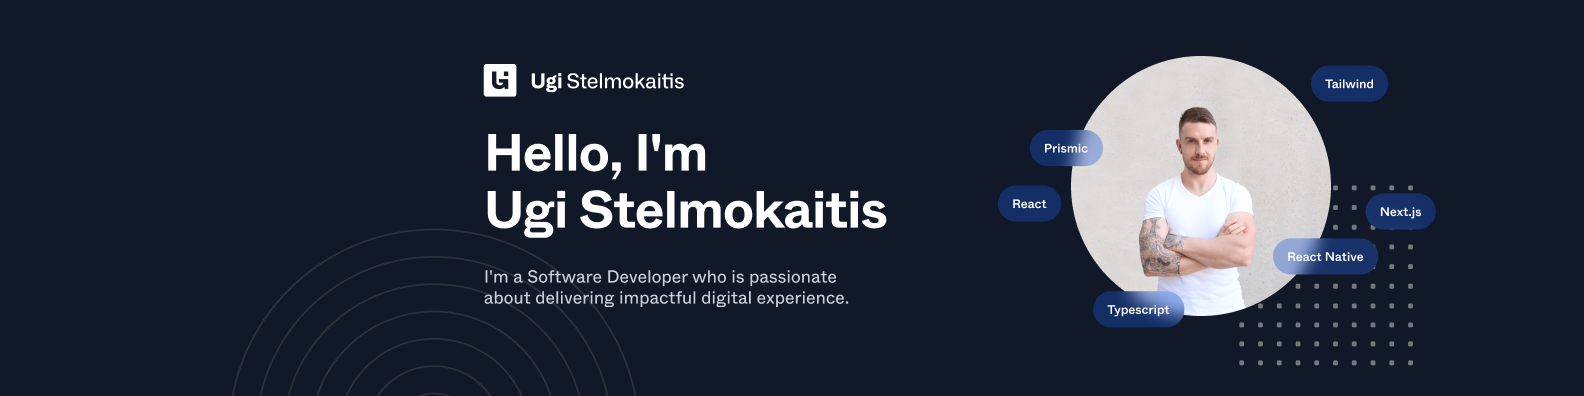 Ugi Stelmokaitis
Hello, I'm
Ugi Stelmokaitis
I'm a Software Developer who is passionate
about delivering impactful digital experience.
Tailwind
Prismic
React
Next.js
React Native
Typescript